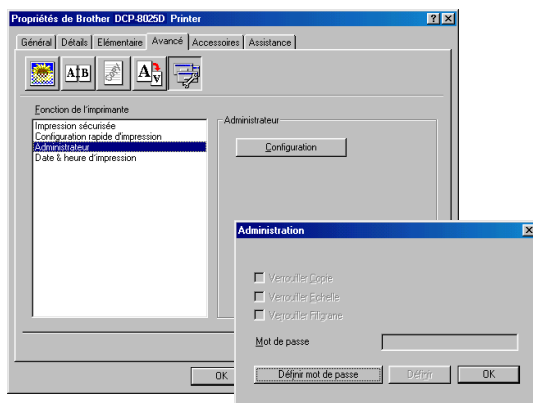 Propriétés de Brother DCP-8025D Printer
Général Détails Elémentaire Avancé Accessoires Assistance
A B
A V
Fonction de l'imprimante
Impression sécurisée
Configuration rapide d'impression
Administrateur
Date & heure d'impression
Administrateur
Configuration
OK
Administration
Verrouiller Copie
Verrouiller Echelle
Verrouiller Filigrane
Mot de passe
Définir mot de passe Définir OK